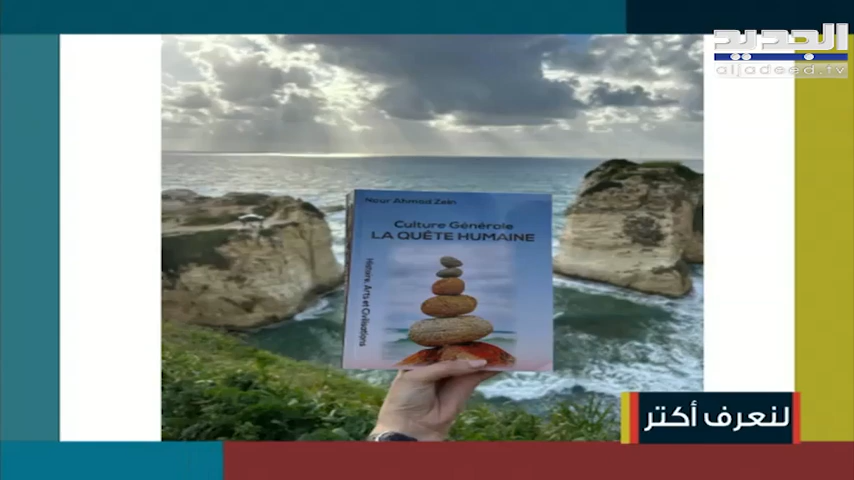 الجديد
aljadeed.tv
Nour Ahmad Zein
Culture Générale
LA QUÊTE HUMAINE
Histoire, Arts et Civilisations
لنعرف أكتر